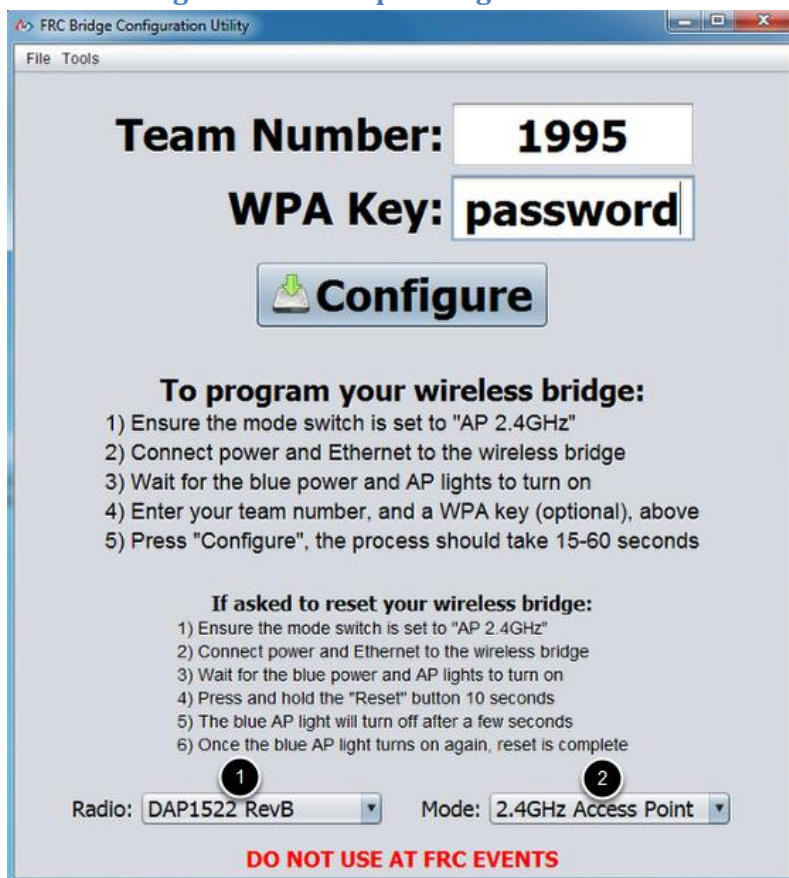 FRC Bridge Configuration Utility
File Tools
Team Number: 1995
WPA Key: password
Configure
To program your wireless bridge:
1) Ensure the mode switch is set to "AP 2.4GHz"
2) Connect power and Ethernet to the wireless bridge
3) Wait for the blue power and AP lights to turn on
4) Enter your team number, and a WPA key (optional), above
5) Press "Configure", the process should take 15-60 seconds
If asked to reset your wireless bridge:
1) Ensure the mode switch is set to "AP 2.4GHz"
2) Connect power and Ethernet to the wireless bridge
3) Wait for the blue power and AP lights to turn on
4) Press and hold the "Reset" button 10 seconds
5) The blue AP light will turn off after a few seconds
6) Once the blue AP light turns on again, reset is complete
1 2
Radio: DAP1522 RevB Mode: 2.4GHz Access Point
DO NOT USE AT FRC EVENTS